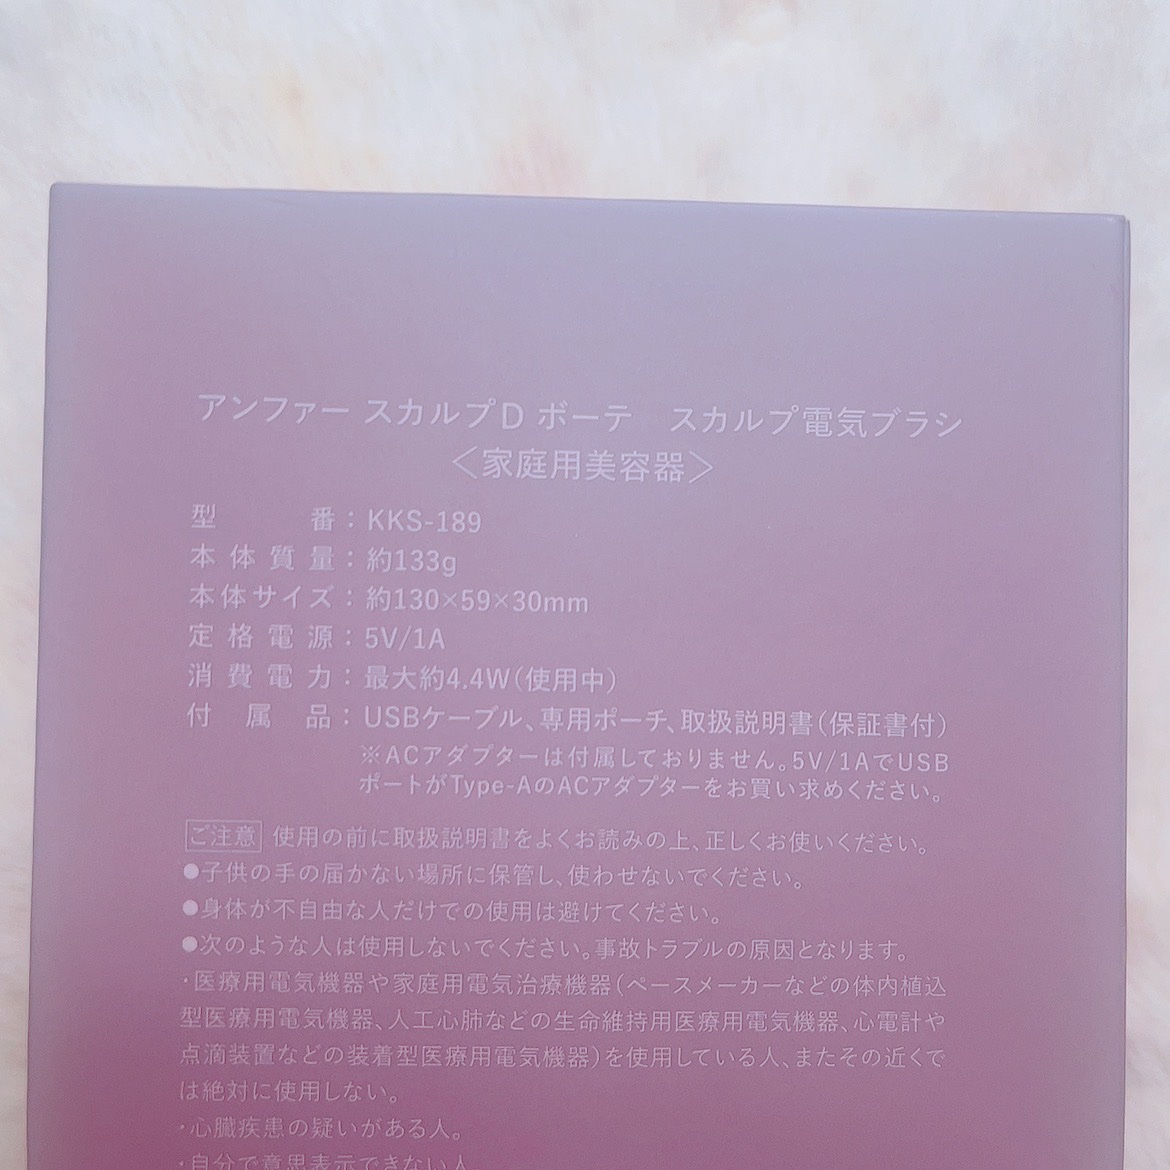 アンファー スカルプD ボーテ　スカルプ電気ブラシ
＜家庭用美容器＞
型番：KKS-189
本体質量：約133g
本体サイズ：約130×59×30mm
定格電源：5V/1A
消費電力：最大約4.4W（使用中）
付属品：USBケーブル、専用ポーチ、取扱説明書（保証書付）
※ACアダプターは付属しておりません。5V/1AでUSB
ポートがType-AのACアダプターをお買い求めください。
ご注意 使用の前に取扱説明書をよくお読みの上、正しくお使いください。
●子供の手の届かない場所に保管し、使わせないでください。
●身体が不自由な人だけでの使用は避けてください。
●次のような人は使用しないでください。事故トラブルの原因となります。
・医療用電気機器や家庭用電気治療機器（ペースメーカーなどの体内植込
型医療用電気機器、人工心肺などの生命維持用医療用電気機器、心電計や
点滴装置などの装着型医療用電気機器）を使用している人、またその近くで
は絶対に使用しない。
・心臓疾患の疑いがある人。
・自分で意思表示できない人